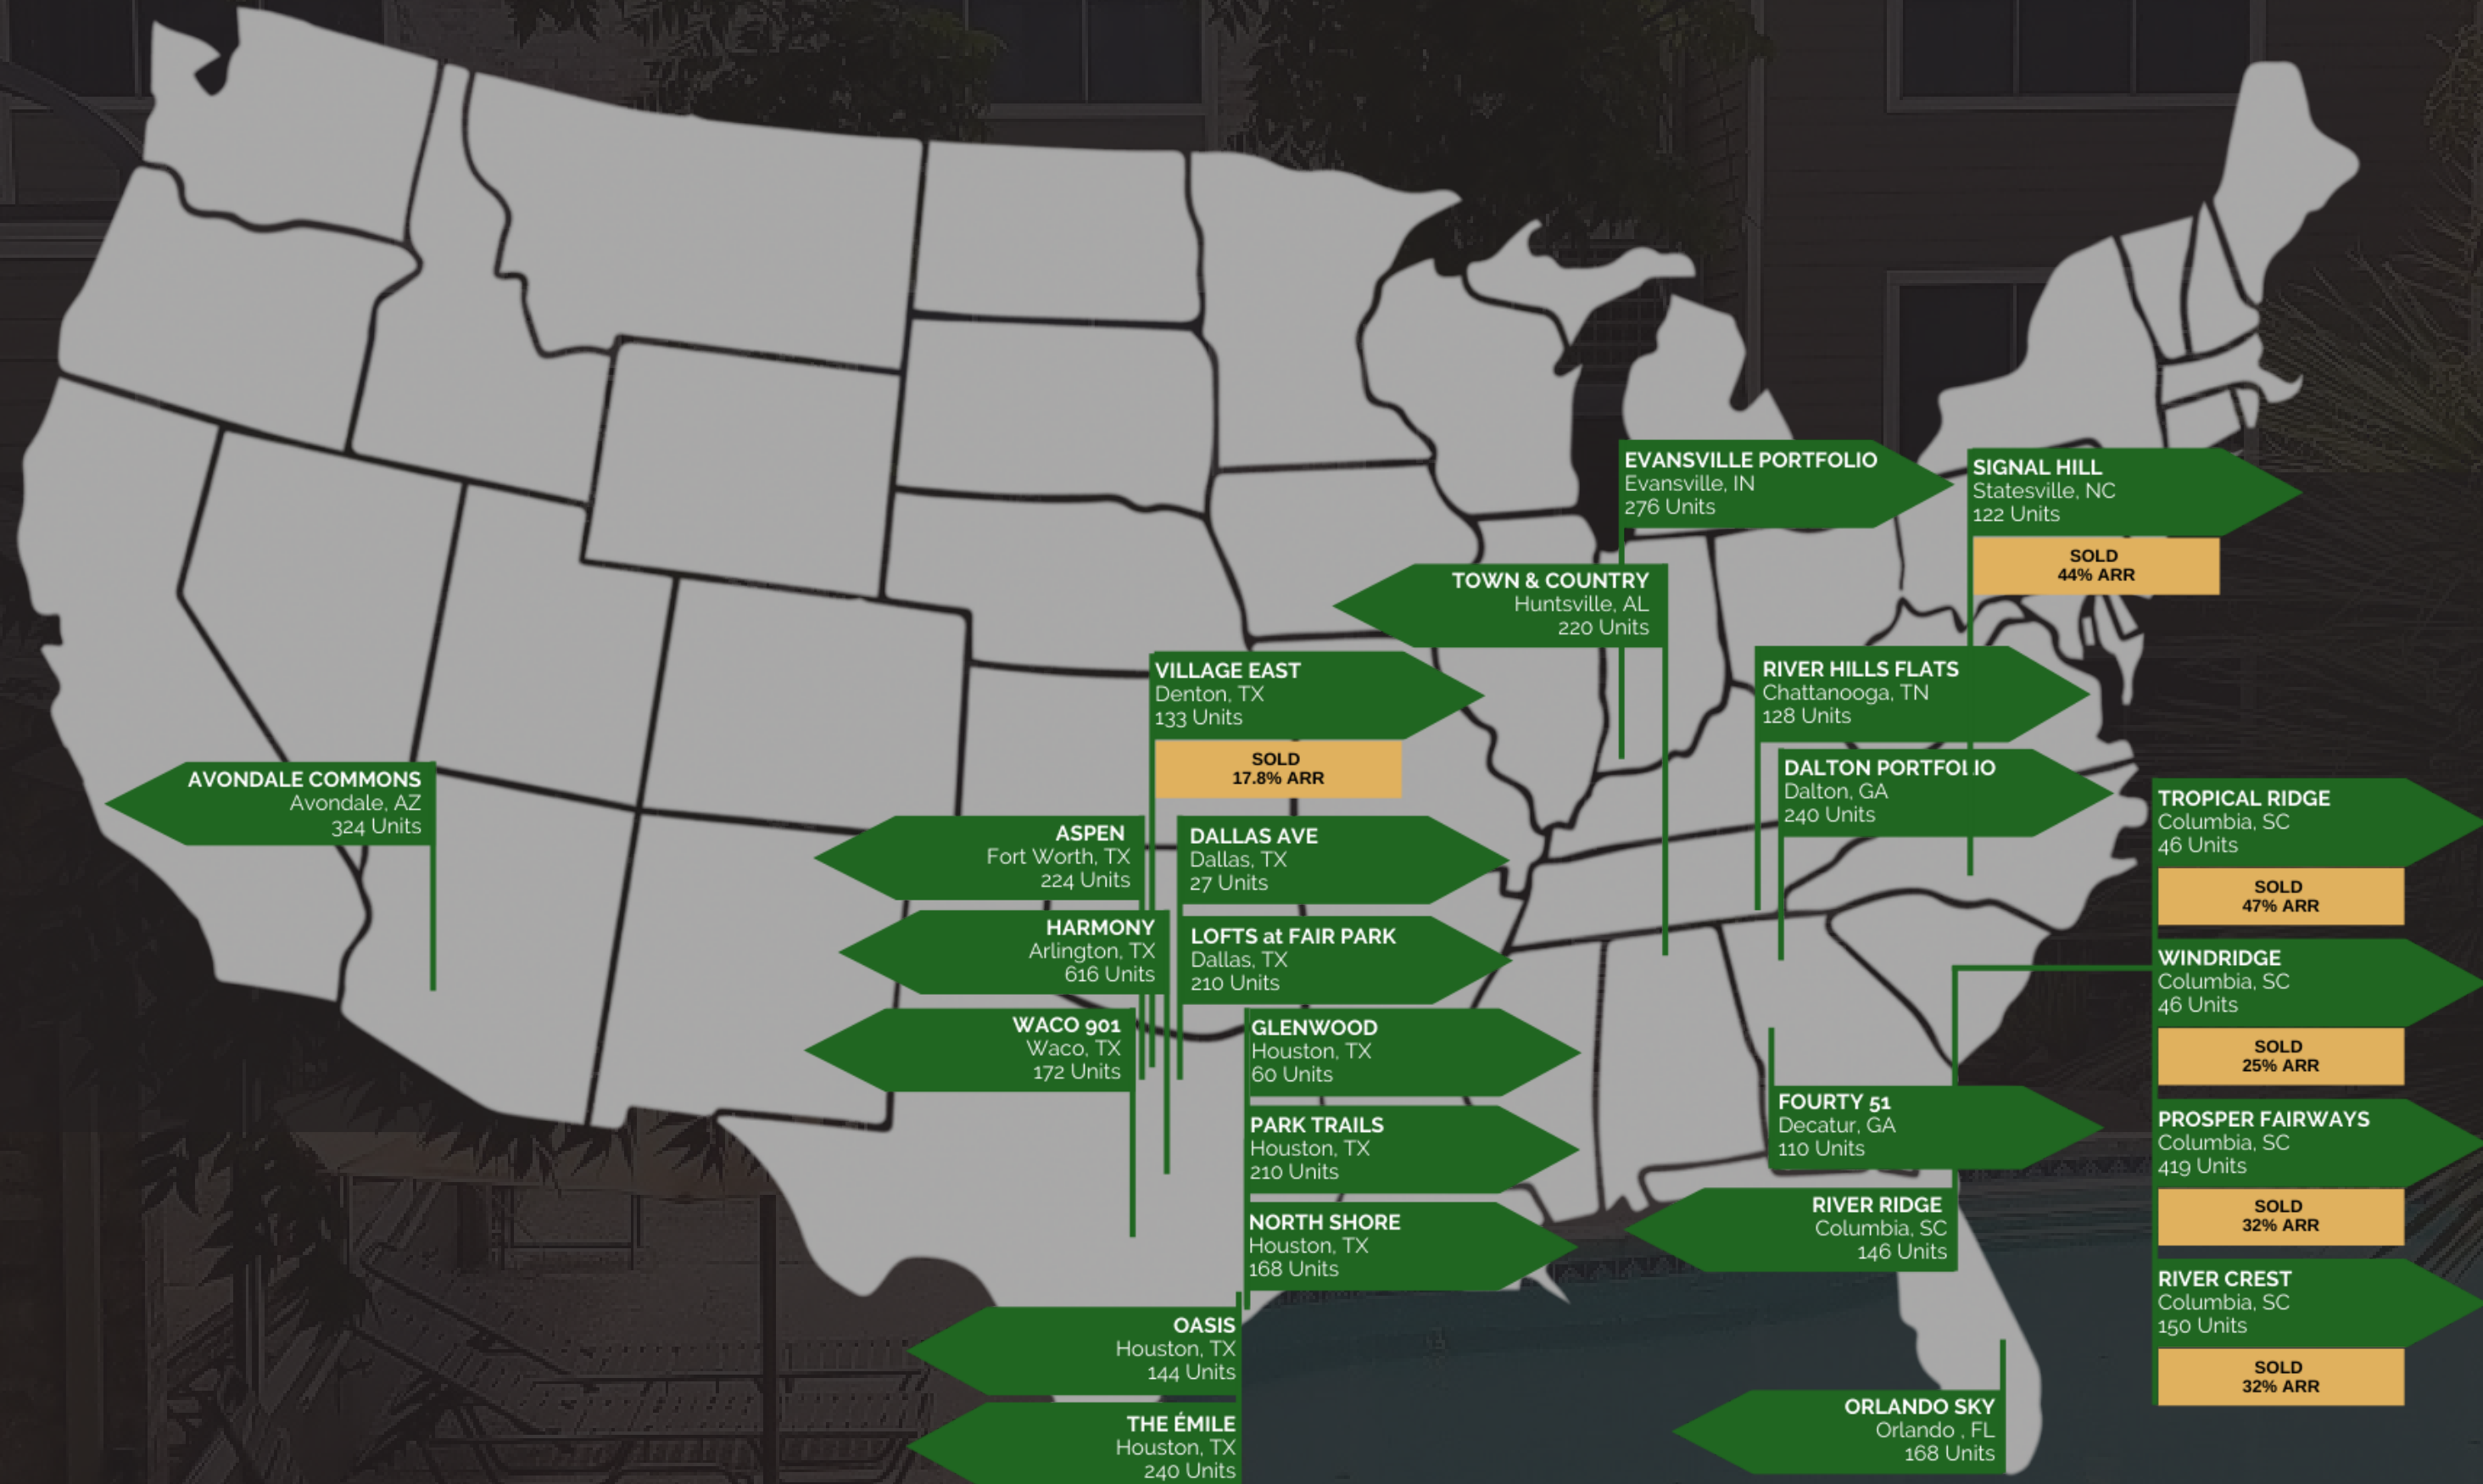 EVANSVILLE PORTFOLIO
Evansville, IN
276 Units
SIGNAL HILL
Statesville, NC
122 Units
SOLD
44% ARR
TOWN & COUNTRY
Huntsville, AL
220 Units
VILLAGE EAST
Denton, TX
133 Units
SOLD
17.8% ARR
RIVER HILLS FLATS
Chattanooga, TN
128 Units
DALTON PORTFOLIO
Dalton, GA
240 Units
AVONDALE COMMONS
Avondale, AZ
324 Units
ASPEN
Fort Worth, TX
224 Units
DALLAS AVE
Dallas, TX
27 Units
HARMONY
Arlington, TX
616 Units
LOFTS at FAIR PARK
Dallas, TX
210 Units
WACO 901
Waco, TX
172 Units
GLENWOOD
Houston, TX
60 Units
PARK TRAILS
Houston, TX
210 Units
NORTH SHORE
Houston, TX
168 Units
OASIS
Houston, TX
144 Units
THE ÉMILE
Houston, TX
240 Units
FOURTY 51
Decatur, GA
110 Units
RIVER RIDGE
Columbia, SC
146 Units
ORLANDO SKY
Orlando , FL
168 Units
TROPICAL RIDGE
Columbia, SC
46 Units
SOLD
47% ARR
WINDRIDGE
Columbia, SC
46 Units
SOLD
25% ARR
PROSPER FAIRWAYS
Columbia, SC
419 Units
SOLD
32% ARR
RIVER CREST
Columbia, SC
150 Units
SOLD
32% ARR